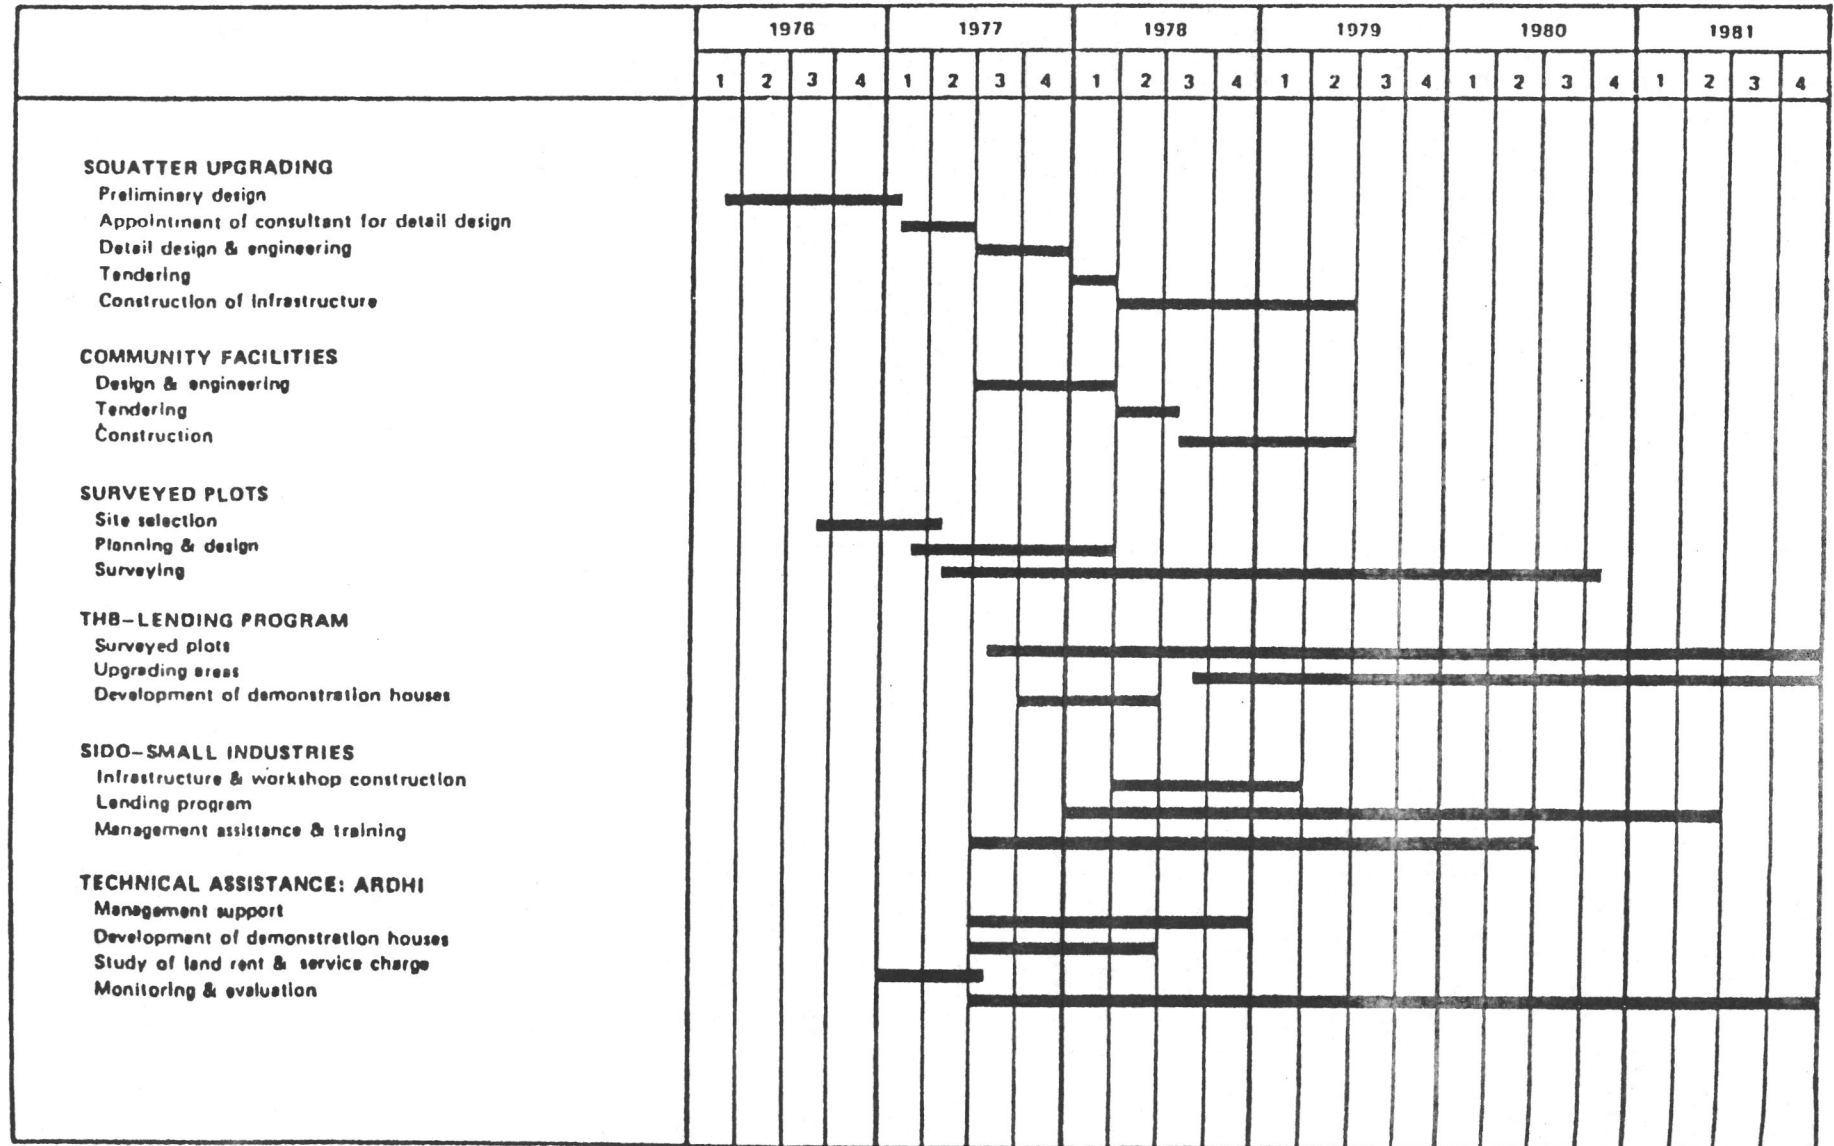 1976 1977 1978 1979 1980 1981
1 2 3 4 1 2 3 4 1 2 3 4 1 2 3 4 1 2 3 4 1 2 3 4
SQUATTER UPGRADING
Preliminary design
Appointment of consultant for detail design
Detail design & engineering
Tendering
Construction of Infrastructure
COMMUNITY FACILITIES
Design & engineering
Tendering
Construction
SURVEYED PLOTS
Site selection
Planning & design
Surveying
THB-LENDING PROGRAM
Surveyed plots
Upgrading areas
Development of demonstration houses
SIDO-SMALL INDUSTRIES
Infrastructure & workshop construction
Lending program
Management assistance & training
TECHNICAL ASSISTANCE: ARDHI
Management support
Development of demonstration houses
Study of land rent & service charge
Monitoring & evaluation